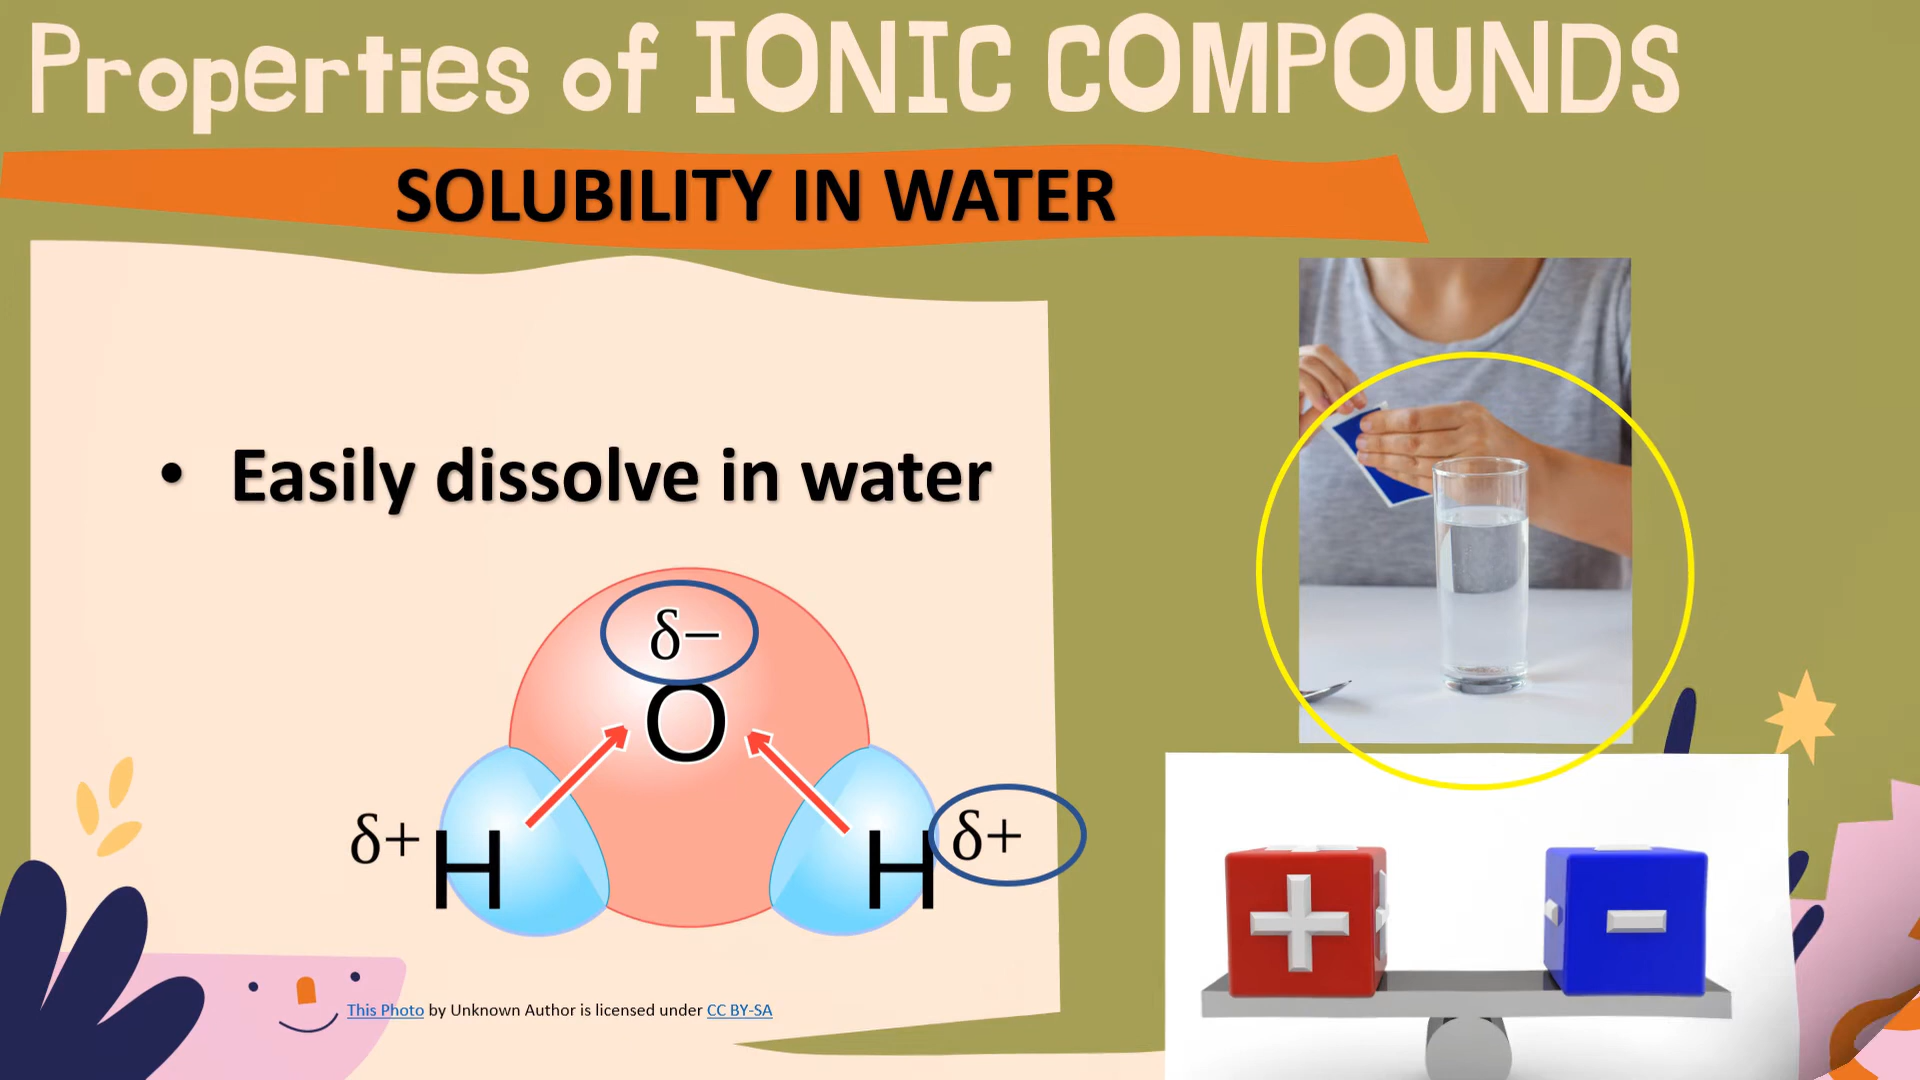 Properties of IONIC COMPOUNDS
SOLUBILITY IN WATER
• Easily dissolve in water
δ−
O
δ+ H
H δ+
This Photo by Unknown Author is licensed under CC BY-SA
+
-